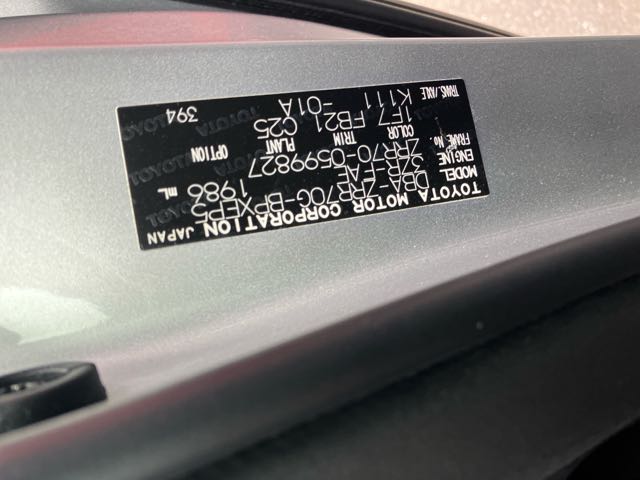 TOYOTA MOTOR CORPORATION JAPAN
MODEL DBA-ZRR70G-BPXEP5
ENGINE 3ZR-FAE 1986 mL
FRAME No. ZRR70-0599827
COLOR TRIM PLANT OPTION
1F7 FB21 C25
TRANS./AXLE
K111 -01A 394